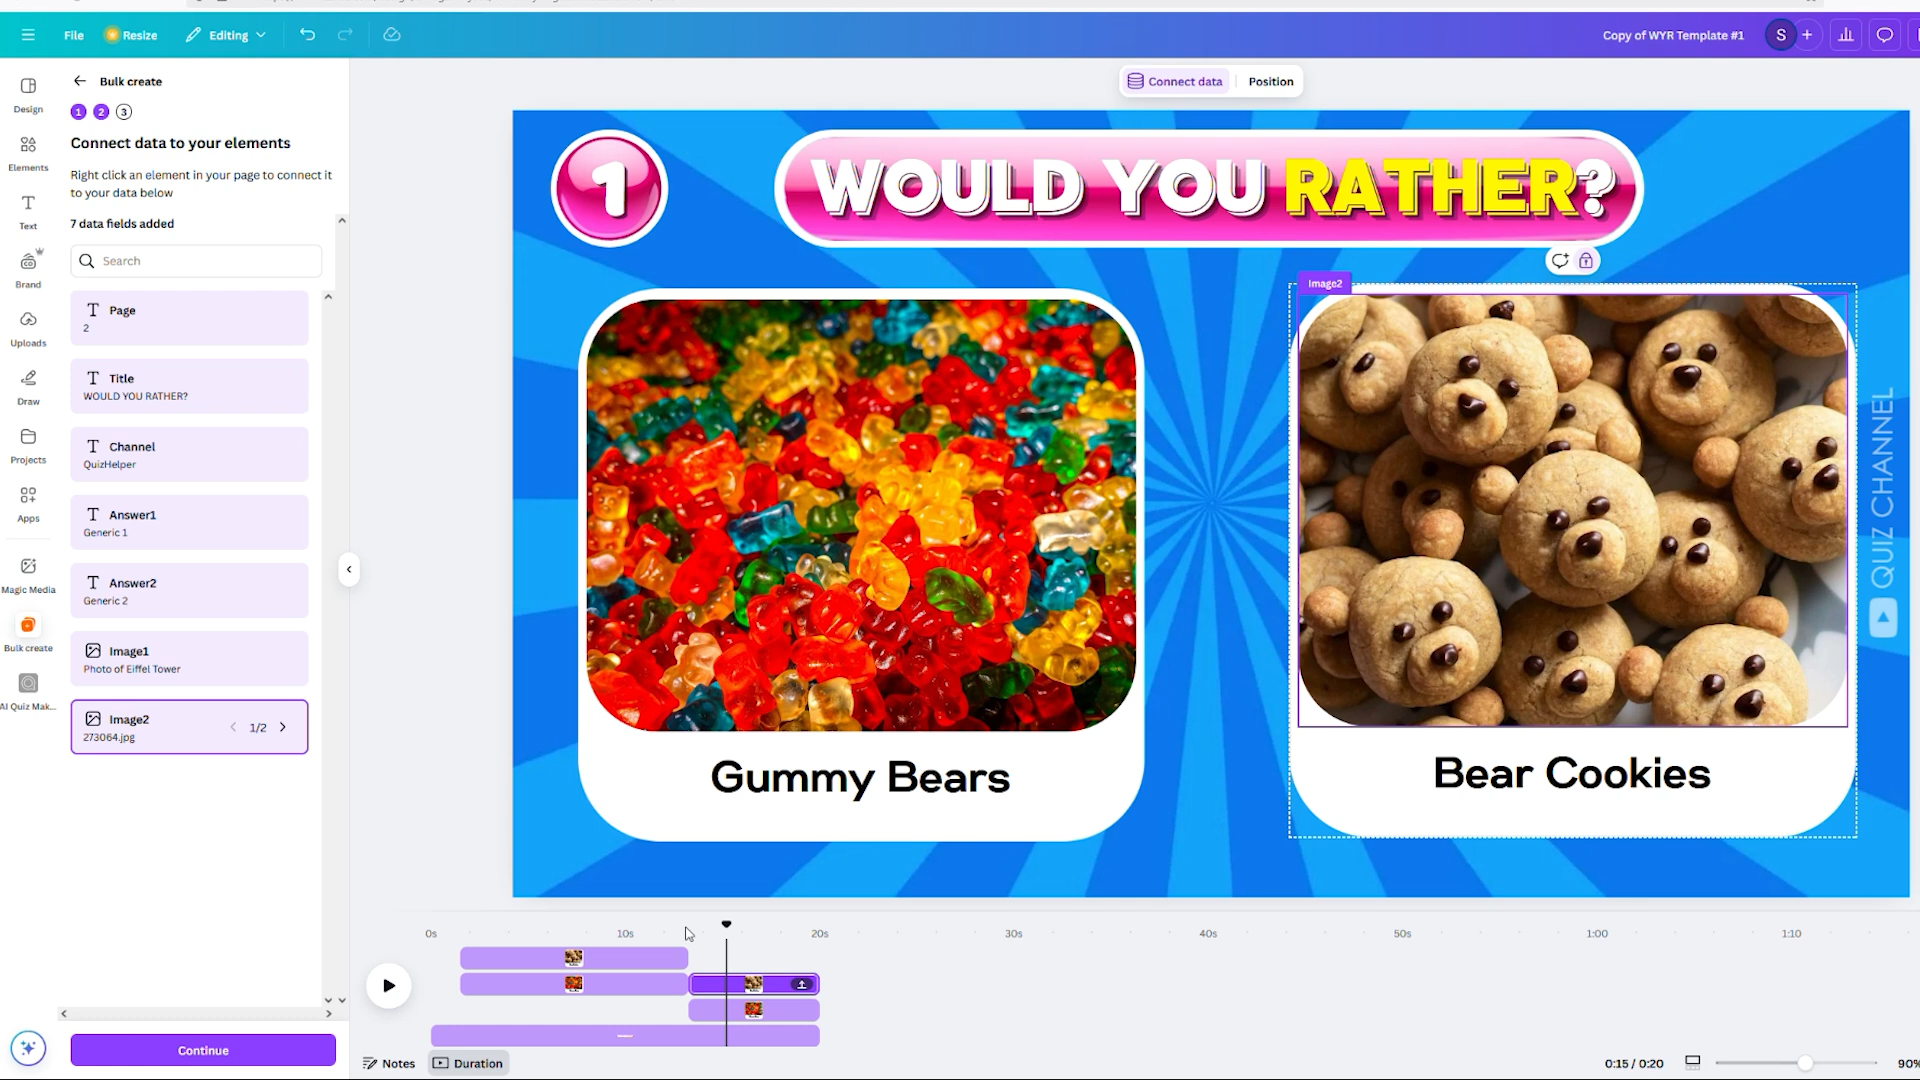 File
Resize
Editing
Copy of WYR Template #1
S
Design
Elements
Text
Brand
Uploads
Draw
Projects
Apps
Magic Media
Bulk create
AI Quiz Mak...
Bulk create
1 2 3
Connect data to your elements
Right click an element in your page to connect it
to your data below
7 data fields added
Search
Page
2
Title
WOULD YOU RATHER?
Channel
QuizHelper
Answer1
Generic 1
Answer2
Generic 2
Image1
Photo of Eiffel Tower
Image2
273064.jpg
1/2
Continue
Connect data
Position
1
WOULD YOU RATHER?
Image2
Gummy Bears
Bear Cookies
QUIZ CHANNEL
0s 10s 20s 30s 40s 50s 1:00 1:10
Notes
Duration
0:15 / 0:20
90%